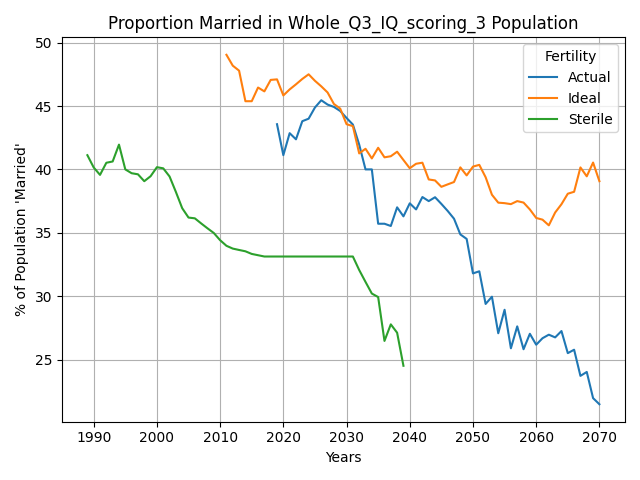 Proportion Married in Whole_Q3_IQ_scoring_3 Population
50
45
40
35
30
25
% of Population 'Married'
Fertility
Actual
Ideal
Sterile
1990 2000 2010 2020 2030 2040 2050 2060 2070
Years